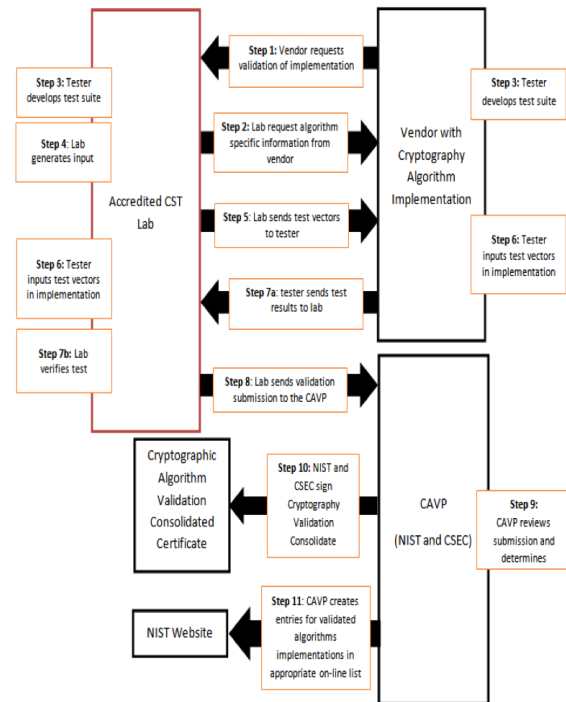 Step 1: Vendor requests
validation of implementation
Step 3: Tester
develops test suite
Step 3: Tester
develops test suite
Step 2: Lab request algorithm
specific information from
vendor
Step 4: Lab
generates input
Vendor with
Cryptography
Algorithm
Implementation
Accredited CST
Lab
Step 5: Lab sends test vectors
to tester
Step 6: Tester
inputs test vectors
in implementation
Step 6: Tester
inputs test vectors
in implementation
Step 7a: tester sends test
results to lab
Step 7b: Lab
verifies test
Step 8: Lab sends validation
submission to the CAVP
Cryptographic
Algorithm
Validation
Consolidated
Certificate
Step 10: NIST and
CSEC sign
Cryptography
Validation
Consolidate
CAVP
(NIST and CSEC)
Step 9:
CAVP reviews
submission and
determines
Step 11: CAVP creates
entries for validated
algorithms
implementations in
appropriate on-line list
NIST Website